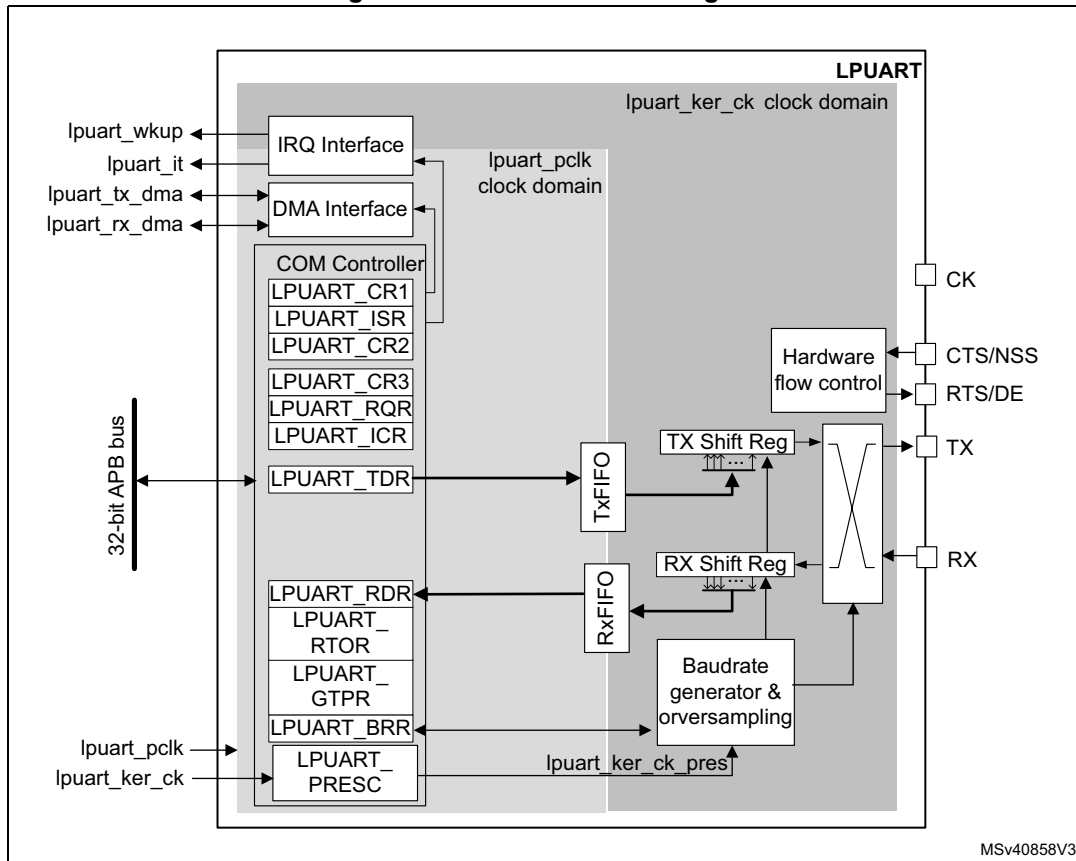 LPUART
lpuart_ker_ck clock domain
lpuart_wkup
IRQ Interface
lpuart_it
lpuart_pclk
clock domain
lpuart_tx_dma
DMA Interface
lpuart_rx_dma
COM Controller
LPUART_CR1
LPUART_ISR
LPUART_CR2
LPUART_CR3
LPUART_RQR
LPUART_ICR
LPUART_TDR
32-bit APB bus
TxFIFO
TX Shift Reg
...
CK
Hardware
flow control
CTS/NSS
RTS/DE
TX
RX
LPUART_RDR
LPUART_
RTOR
LPUART_
GTPR
LPUART_BRR
RxFIFO
RX Shift Reg
...
Baudrate
generator &
orversampling
lpuart_pclk
lpuart_ker_ck
LPUART_
PRESC
lpuart_ker_ck_pres
MSv40858V3